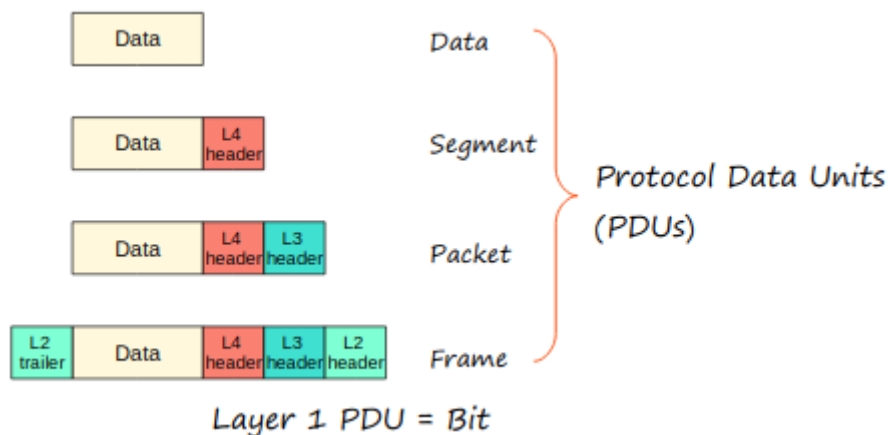 Data
Data
Data
L4
header
Segment
Protocol Data Units
(PDUs)
Data
L4
header
L3
header
Packet
L2
trailer
Data
L4
header
L3
header
L2
header
Frame
Layer 1 PDU = Bit